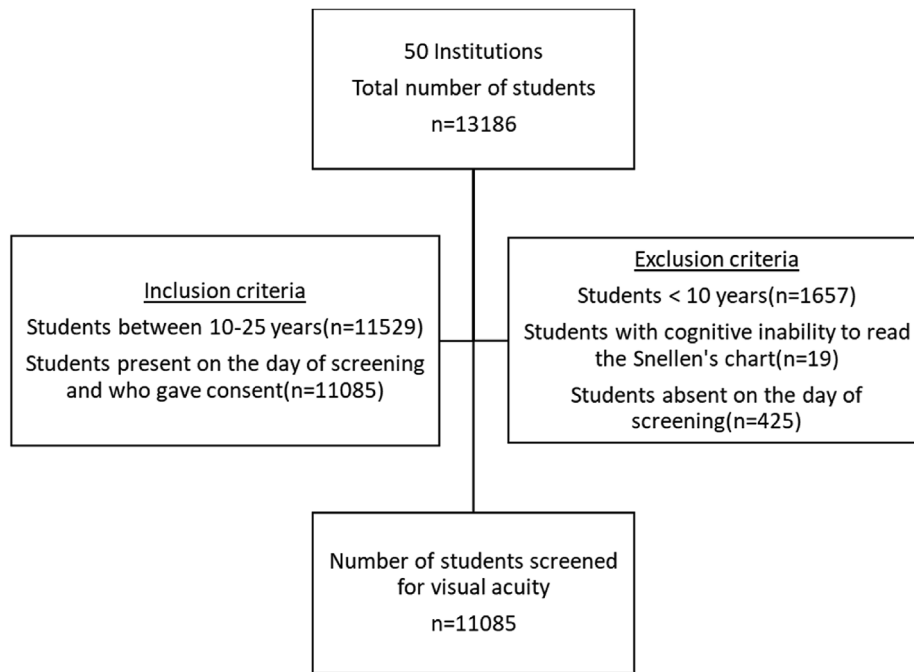 50 Institutions
Total number of students
n=13186
Inclusion criteria
Students between 10-25 years(n=11529)
Students present on the day of screening
and who gave consent(n=11085)
Exclusion criteria
Students < 10 years(n=1657)
Students with cognitive inability to read
the Snellen's chart(n=19)
Students absent on the day of
screening(n=425)
Number of students screened
for visual acuity
n=11085